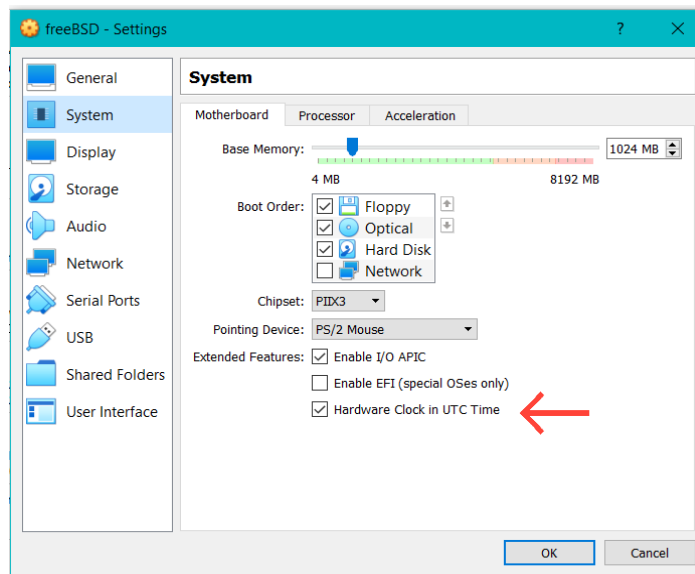 freeBSD - Settings
?
General
System
Display
Storage
Audio
Network
Serial Ports
USB
Shared Folders
User Interface
System
Motherboard Processor Acceleration
Base Memory: 1024 MB
4 MB 8192 MB
Boot Order: Floppy
Optical
Hard Disk
Network
Chipset: PIIX3
Pointing Device: PS/2 Mouse
Extended Features: Enable I/O APIC
Enable EFI (special OSes only)
Hardware Clock in UTC Time
OK Cancel